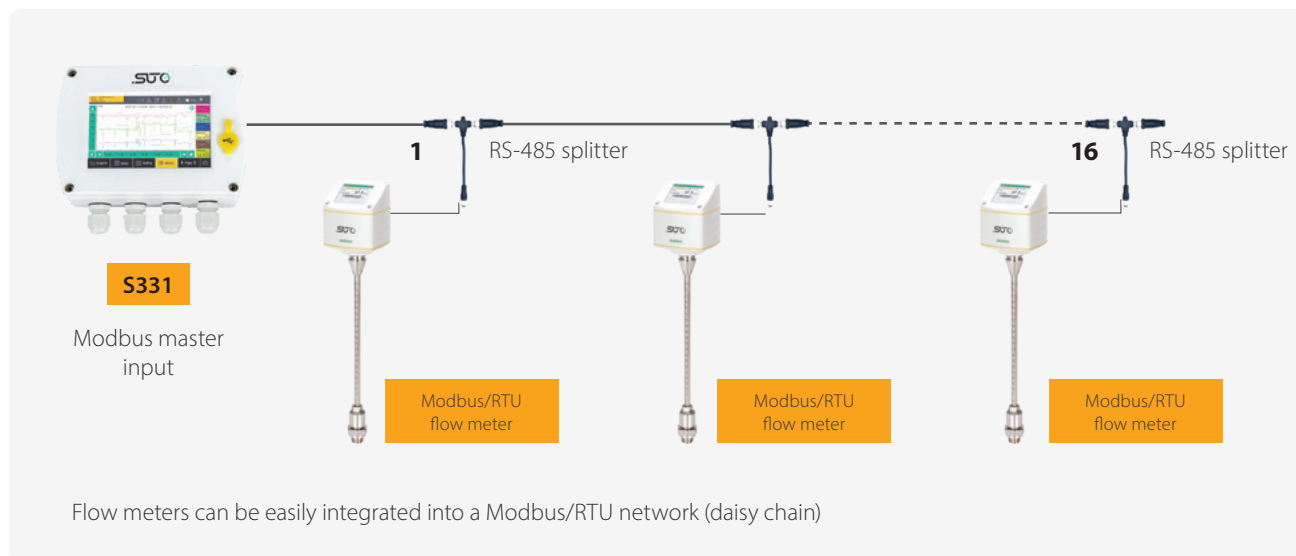 SUTO
1
RS-485 splitter
16
RS-485 splitter
SUTO
SUTO
SUTO
S331
Modbus master
input
Modbus/RTU
flow meter
Modbus/RTU
flow meter
Modbus/RTU
flow meter
Flow meters can be easily integrated into a Modbus/RTU network (daisy chain)